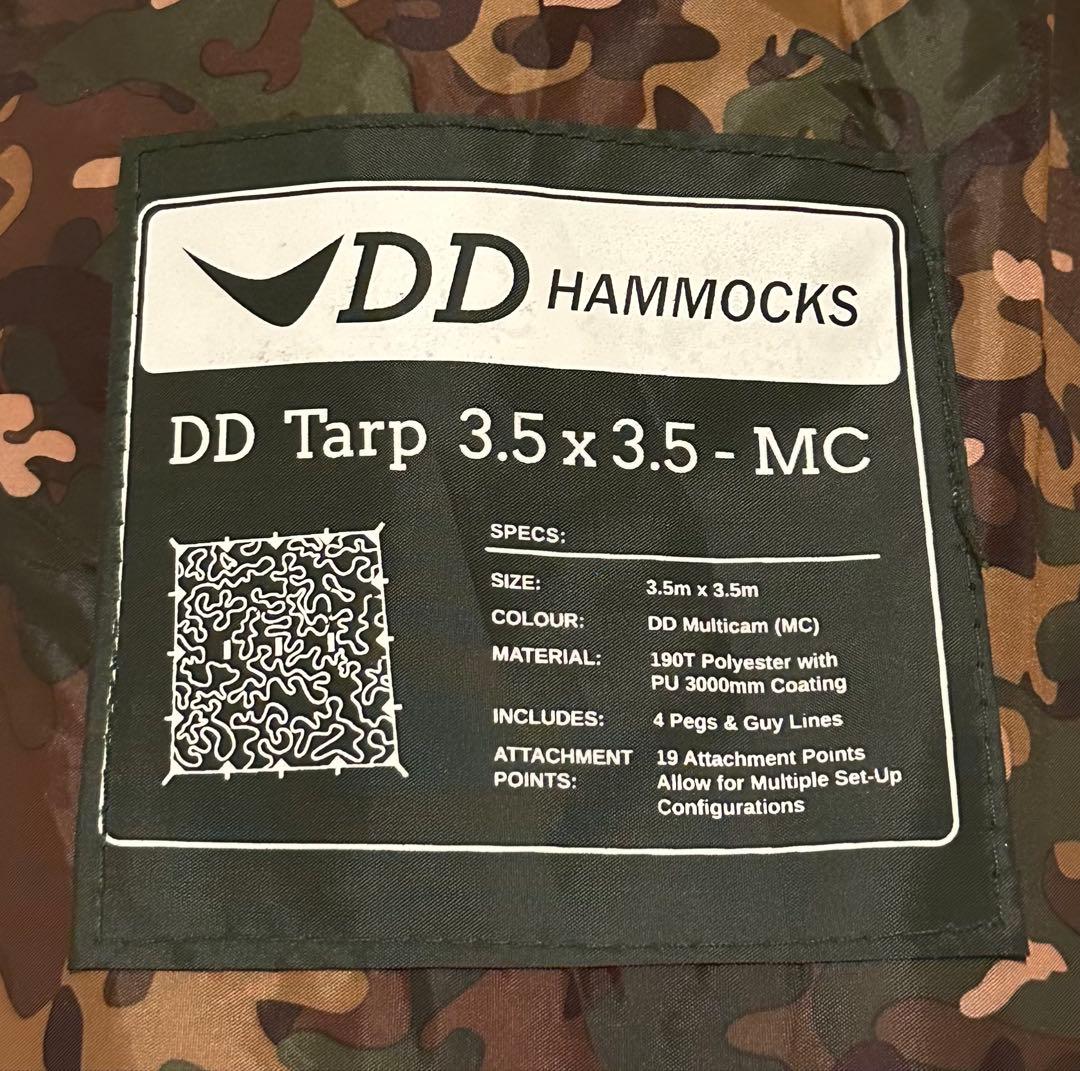 DD HAMMOCKS
DD Tarp 3.5 x 3.5 - MC
SPECS:
SIZE: 3.5m x 3.5m
COLOUR: DD Multicam (MC)
MATERIAL: 190T Polyester with
PU 3000mm Coating
INCLUDES: 4 Pegs & Guy Lines
ATTACHMENT 19 Attachment Points
POINTS: Allow for Multiple Set-Up
Configurations